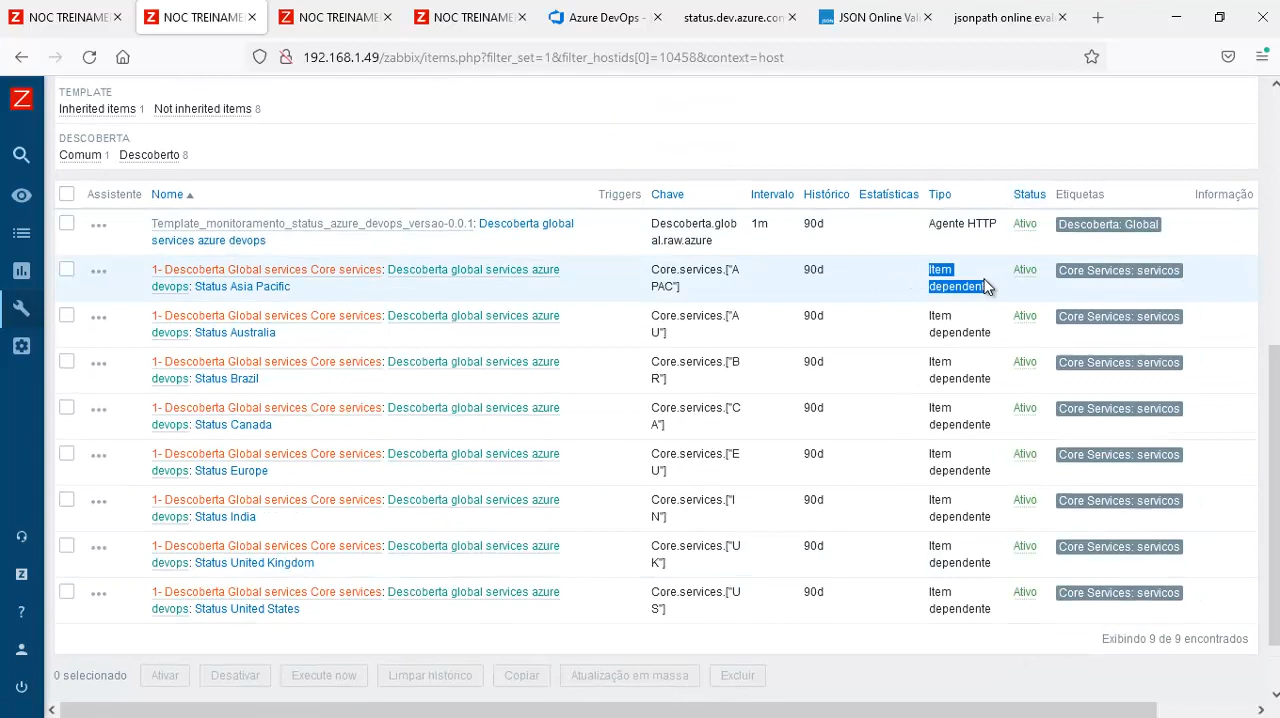 NOC TREINAME
NOC TREINAME
NOC TREINAME
NOC TREINAME
Azure DevOps -
status.dev.azure.con
JSON Online Vali
jsonpath online eval
192.168.1.49/zabbix/items.php?filter_set=1&filter_hostids[0]=10458&context=host
Z
TEMPLATE
Inherited items 1 Not inherited items 8
DESCOBERTA
Comum 1 Descoberto 8
Assistente Nome Triggers Chave Intervalo Histórico Estatísticas Tipo Status Etiquetas Informação
Template_monitoramento_status_azure_devops_versao-0.0.1: Descoberta global Descoberta.glob 1m 90d Agente HTTP Ativo Descoberta: Global
services azure devops al.raw.azure
1- Descoberta Global services Core services: Descoberta global services azure Core.services.["A 90d Item Ativo Core Services: servicos
devops: Status Asia Pacific PAC"] dependent
1- Descoberta Global services Core services: Descoberta global services azure Core.services.["A 90d Item Ativo Core Services: servicos
devops: Status Australia U"] dependente
1- Descoberta Global services Core services: Descoberta global services azure Core.services.["B 90d Item Ativo Core Services: servicos
devops: Status Brazil R"] dependente
1- Descoberta Global services Core services: Descoberta global services azure Core.services.["C 90d Item Ativo Core Services: servicos
devops: Status Canada A"] dependente
1- Descoberta Global services Core services: Descoberta global services azure Core.services.["E 90d Item Ativo Core Services: servicos
devops: Status Europe U"] dependente
1- Descoberta Global services Core services: Descoberta global services azure Core.services.["I 90d Item Ativo Core Services: servicos
devops: Status India N"] dependente
1- Descoberta Global services Core services: Descoberta global services azure Core.services.["U 90d Item Ativo Core Services: servicos
devops: Status United Kingdom K"] dependente
1- Descoberta Global services Core services: Descoberta global services azure Core.services.["U 90d Item Ativo Core Services: servicos
devops: Status United States S"] dependente
Exibindo 9 de 9 encontrados
0 selecionado Ativar Desativar Execute now Limpar histórico Copiar Atualização em massa Excluir